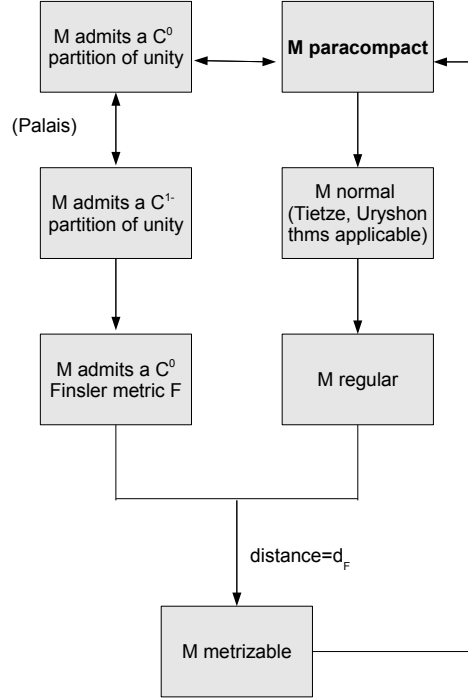 M admits a C⁰
partition of unity
M paracompact
(Palais)
M admits a C¹⁻
partition of unity
M normal
(Tietze, Uryshon
thms applicable)
M admits a C⁰
Finsler metric F
M regular
distance=d_F
M metrizable